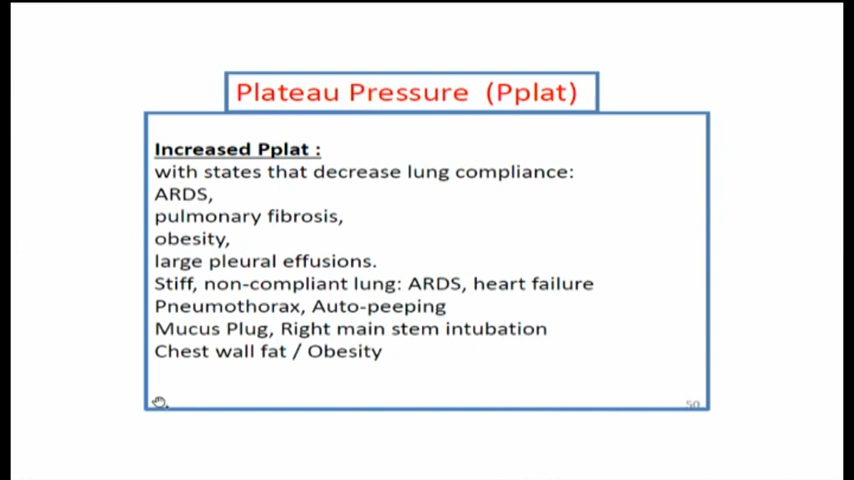 Plateau Pressure (Pplat)
Increased Pplat :
with states that decrease lung compliance:
ARDS,
pulmonary fibrosis,
obesity,
large pleural effusions.
Stiff, non-compliant lung: ARDS, heart failure
Pneumothorax, Auto-peeping
Mucus Plug, Right main stem intubation
Chest wall fat / Obesity
50